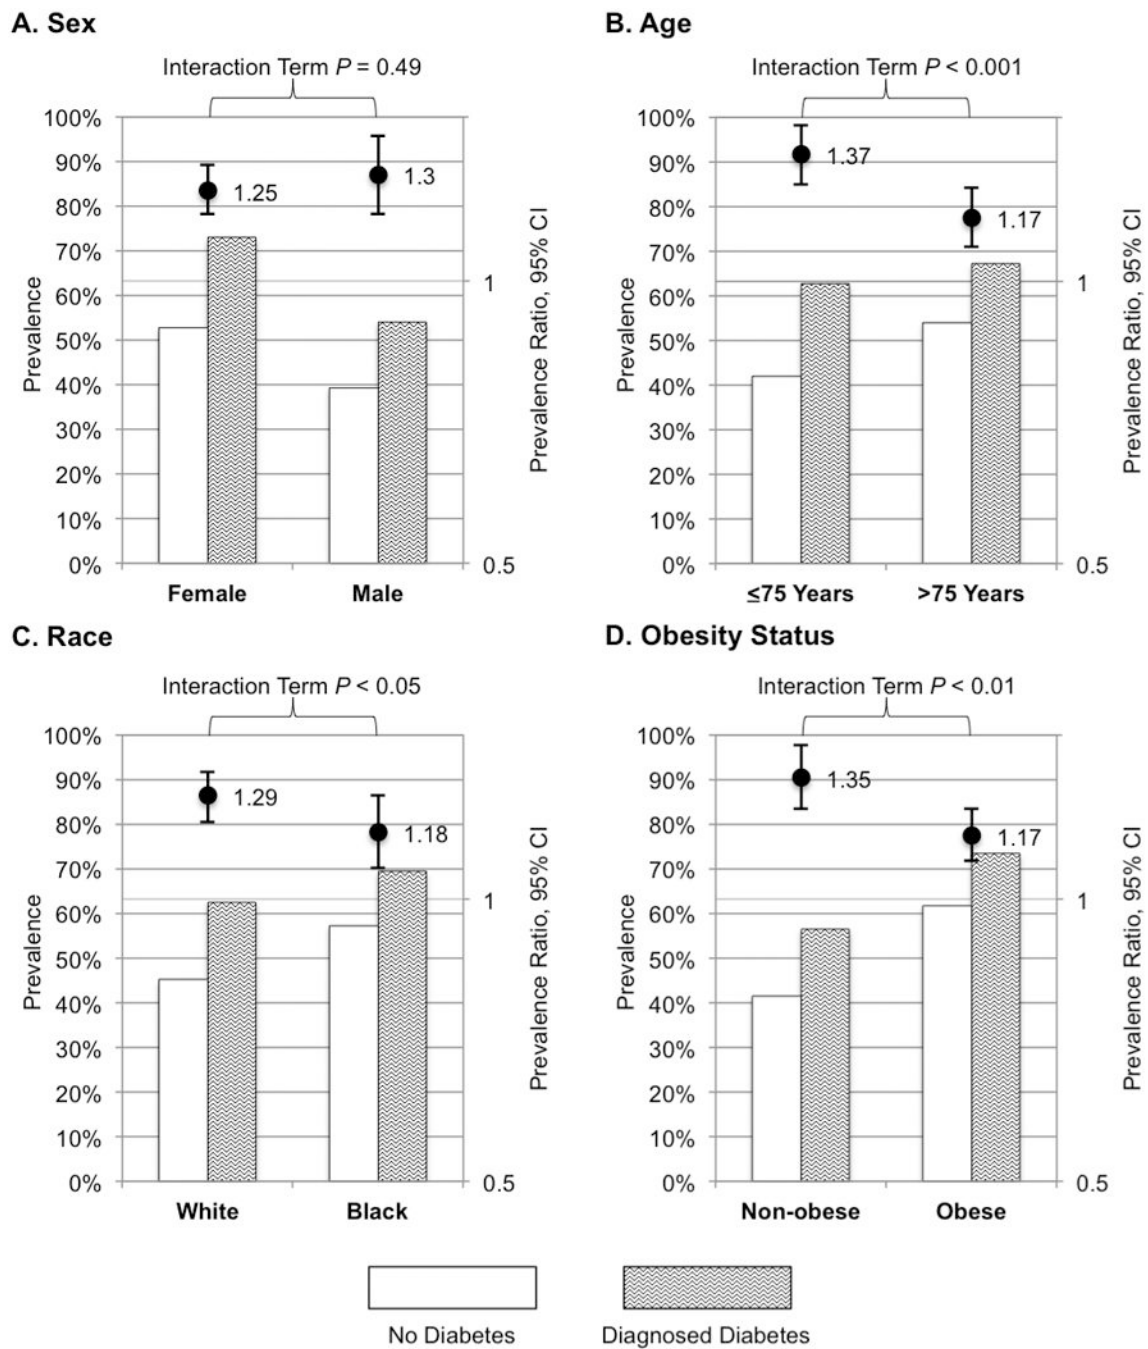 A. Sex
Interaction Term P = 0.49
100%
90%
80%
70%
60%
50%
40%
30%
20%
10%
0%
Prevalence
1.25
1.3
1
0.5
Prevalence Ratio, 95% CI
Female Male
B. Age
Interaction Term P < 0.001
100%
90%
80%
70%
60%
50%
40%
30%
20%
10%
0%
Prevalence
1.37
1.17
1
0.5
Prevalence Ratio, 95% CI
≤75 Years >75 Years
C. Race
Interaction Term P < 0.05
100%
90%
80%
70%
60%
50%
40%
30%
20%
10%
0%
Prevalence
1.29
1.18
1
0.5
Prevalence Ratio, 95% CI
White Black
D. Obesity Status
Interaction Term P < 0.01
100%
90%
80%
70%
60%
50%
40%
30%
20%
10%
0%
Prevalence
1.35
1.17
1
0.5
Prevalence Ratio, 95% CI
Non-obese Obese
No Diabetes Diagnosed Diabetes